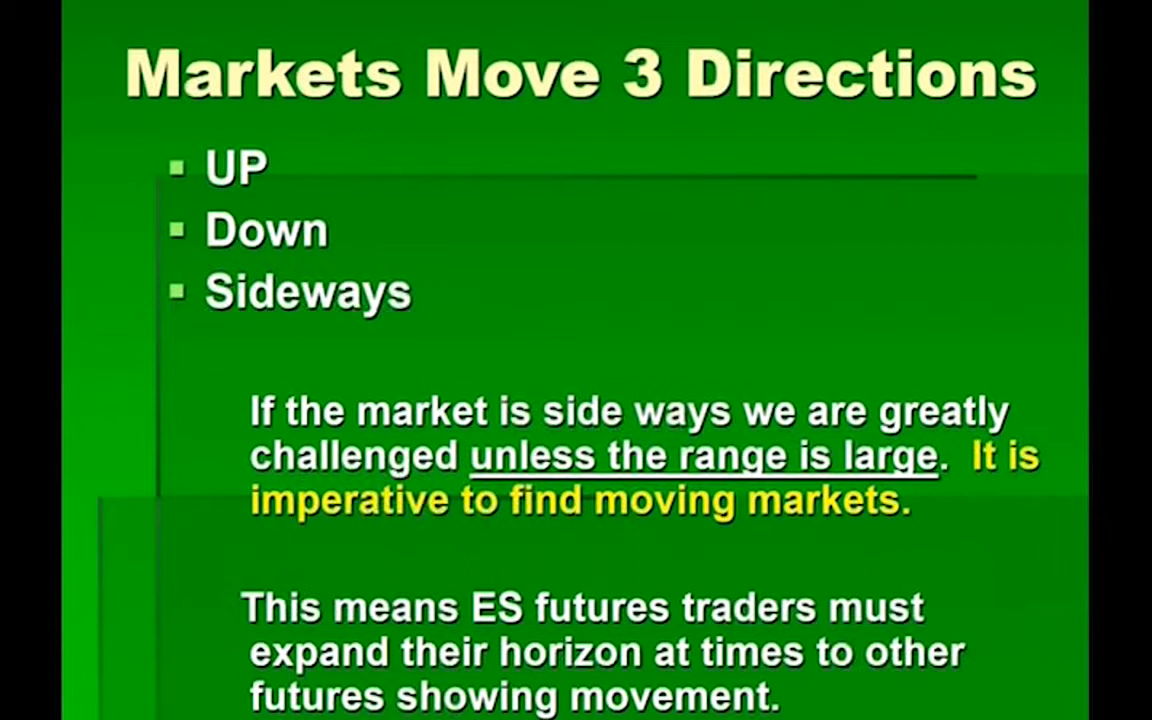 Markets Move 3 Directions
UP
Down
Sideways
If the market is side ways we are greatly
challenged unless the range is large. It is
imperative to find moving markets.
This means ES futures traders must
expand their horizon at times to other
futures showing movement.